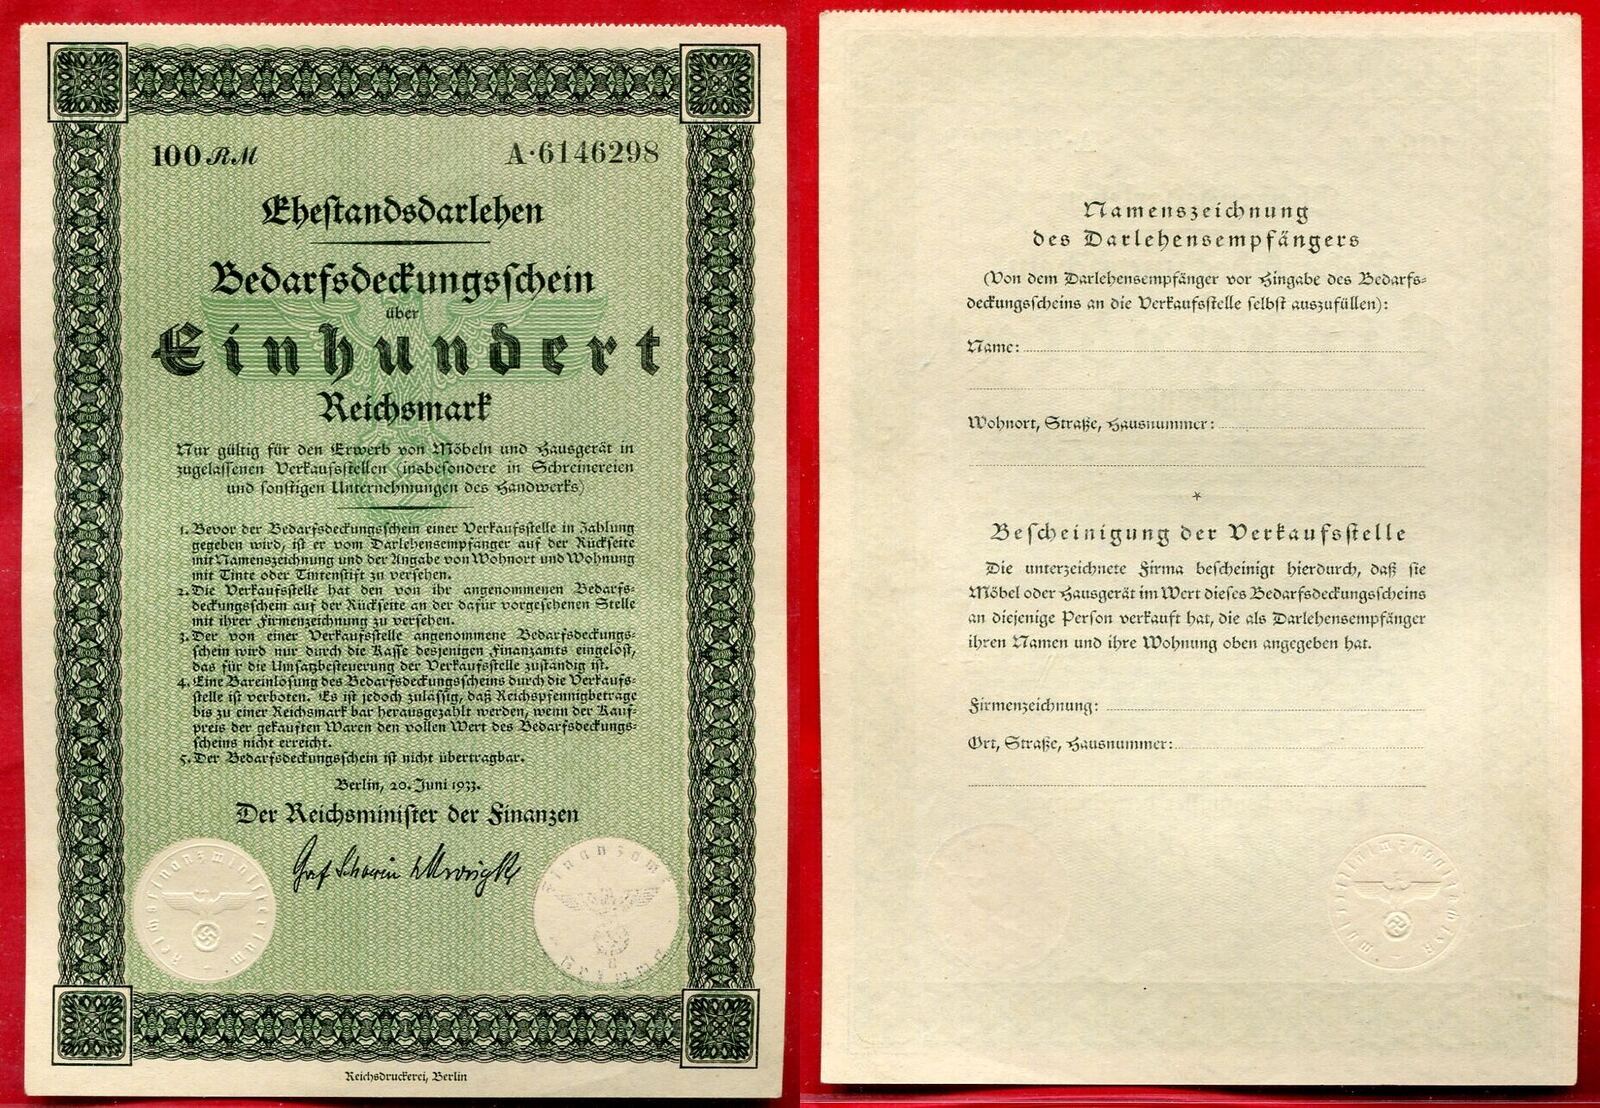 100 RM A·6146298
Ehestandsdarlehen
Bedarfsdeckungsschein
über
Einhundert
Reichsmark
Nur gültig für den Erwerb von Möbeln und Hausgerät in
zugelassenen Verkaufsstellen (insbesondere in Schreinereien
und sonstigen Unternehmungen des Handwerks)
1. Bevor der Bedarfsdeckungsschein einer Verkaufsstelle in Zahlung
gegeben wird, ist er vom Darlehensempfänger auf der Rückseite
mit Namenszeichnung und der Angabe von Wohnort und Wohnung
mit Tinte oder Tintenstift zu versehen.
2. Die Verkaufsstelle hat den von ihr angenommenen Bedarfs-
deckungsschein auf der Rückseite an der dafür vorgesehenen Stelle
mit ihrer Firmenzeichnung zu versehen.
3. Der von einer Verkaufsstelle angenommene Bedarfsdeckungs-
schein wird nur durch die Kasse desjenigen Finanzamts eingelöst,
das für die Umsatzbesteuerung der Verkaufsstelle zuständig ist.
4. Eine Bareinlösung des Bedarfsdeckungsscheins durch die Verkaufs-
stelle ist verboten. Es ist jedoch zulässig, daß Reichspfennigbeträge
bis zu einer Reichsmark bar herausgezahlt werden, wenn der Kauf-
preis der gekauften Waren den vollen Wert des Bedarfsdeckungs-
scheins nicht erreicht.
5. Der Bedarfsdeckungsschein ist nicht übertragbar.
Berlin, 20. Juni 1933.
Der Reichsminister der Finanzen
Graf Schwerin v Krosigk
Reichsfinanzministerium
Finanzamt
Reichsdruckerei, Berlin
Namenszeichnung
des Darlehensempfängers
(Von dem Darlehensempfänger vor Hingabe des Bedarfs-
deckungsscheins an die Verkaufsstelle selbst auszufüllen):
Name:
Wohnort, Straße, Hausnummer:
*
Bescheinigung der Verkaufsstelle
Die unterzeichnete Firma bescheinigt hierdurch, daß sie
Möbel oder Hausgerät im Wert dieses Bedarfsdeckungsscheins
an diejenige Person verkauft hat, die als Darlehensempfänger
ihren Namen und ihre Wohnung oben angegeben hat.
Firmenzeichnung:
Ort, Straße, Hausnummer: